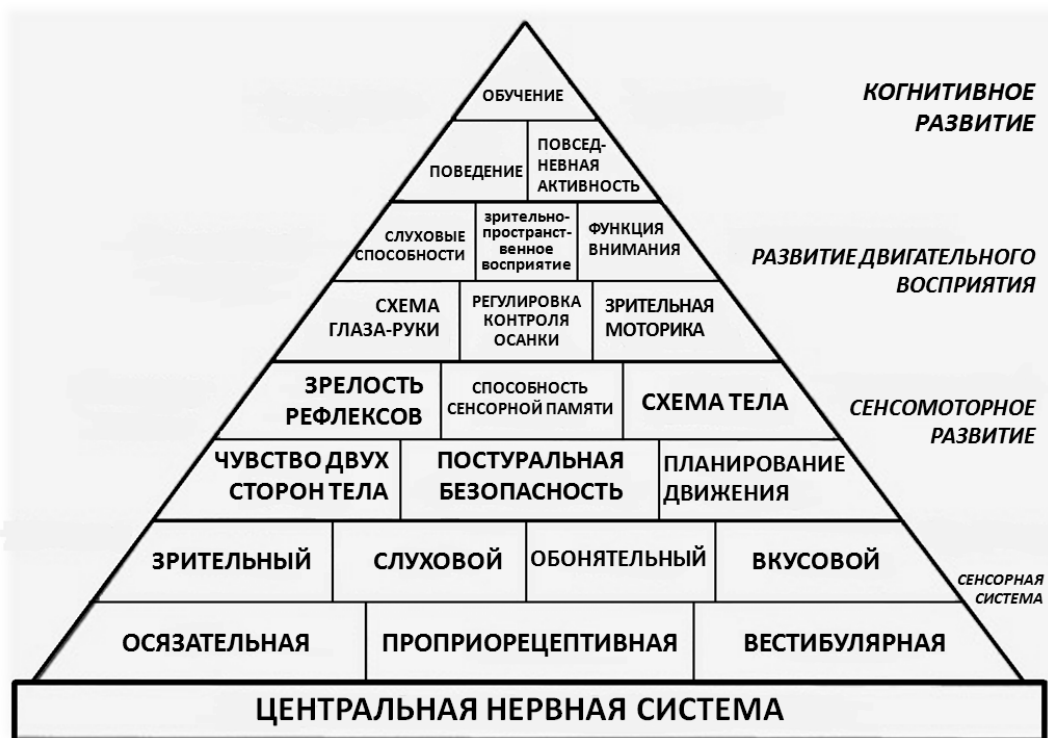 ОБУЧЕНИЕ
КОГНИТИВНОЕ
РАЗВИТИЕ
ПОВЕДЕНИЕ
ПОВСЕД-
НЕВНАЯ
АКТИВНОСТЬ
СЛУХОВЫЕ
СПОСОБНОСТИ
зрительно-
пространст-
венное
восприятие
ФУНКЦИЯ
ВНИМАНИЯ
РАЗВИТИЕ ДВИГАТЕЛЬНОГО
ВОСПРИЯТИЯ
СХЕМА
ГЛАЗА-РУКИ
РЕГУЛИРОВКА
КОНТРОЛЯ
ОСАНКИ
ЗРИТЕЛЬНАЯ
МОТОРИКА
ЗРЕЛОСТЬ
РЕФЛЕКСОВ
СПОСОБНОСТЬ
СЕНСОРНОЙ ПАМЯТИ
СХЕМА ТЕЛА
СЕНСОМОТОРНОЕ
РАЗВИТИЕ
ЧУВСТВО ДВУХ
СТОРОН ТЕЛА
ПОСТУРАЛЬНАЯ
БЕЗОПАСНОСТЬ
ПЛАНИРОВАНИЕ
ДВИЖЕНИЯ
ЗРИТЕЛЬНЫЙ
СЛУХОВОЙ
ОБОНЯТЕЛЬНЫЙ
ВКУСОВОЙ
СЕНСОРНАЯ
СИСТЕМА
ОСЯЗАТЕЛЬНАЯ
ПРОПРИОРЕЦЕПТИВНАЯ
ВЕСТИБУЛЯРНАЯ
ЦЕНТРАЛЬНАЯ НЕРВНАЯ СИСТЕМА